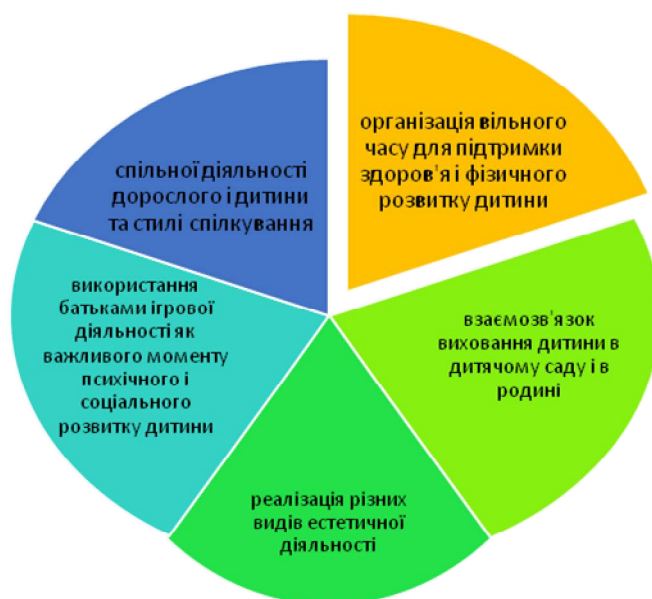 організація вільного
часу для підтримки
здоров'я і фізичного
розвитку дитини
взаємозв'язок
виховання дитини в
дитячому саду і в
родині
реалізація різних
видів естетичної
діяльності
використання
батьками ігрової
діяльності як
важливого моменту
психічного і
соціального
розвитку дитини
спільної діяльності
дорослого і дитини
та стилі спілкування